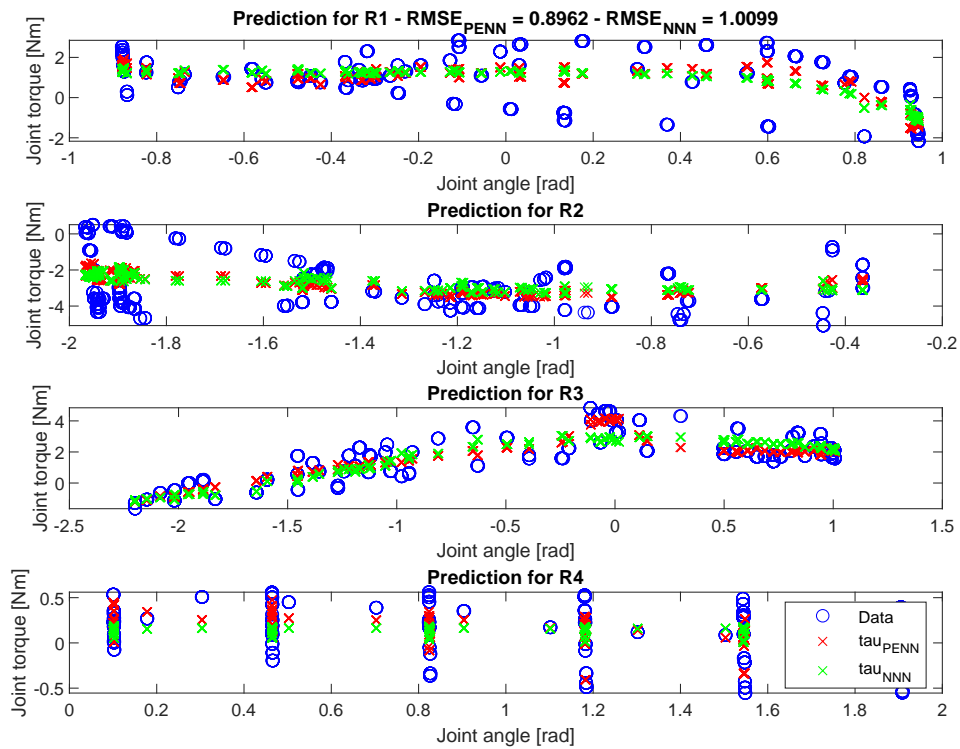 Prediction for R1 - RMSE_PENN = 0.8962 - RMSE_NNN = 1.0099
Joint torque [Nm]
2
0
-2
-1 -0.8 -0.6 -0.4 -0.2 0 0.2 0.4 0.6 0.8 1
Joint angle [rad]
Prediction for R2
Joint torque [Nm]
0
-2
-4
-2 -1.8 -1.6 -1.4 -1.2 -1 -0.8 -0.6 -0.4 -0.2
Joint angle [rad]
Prediction for R3
Joint torque [Nm]
4
2
0
-2.5 -2 -1.5 -1 -0.5 0 0.5 1 1.5
Joint angle [rad]
Prediction for R4
Joint torque [Nm]
0.5
0
-0.5
0 0.2 0.4 0.6 0.8 1 1.2 1.4 1.6 1.8 2
Joint angle [rad]
Data
tau_PENN
tau_NNN